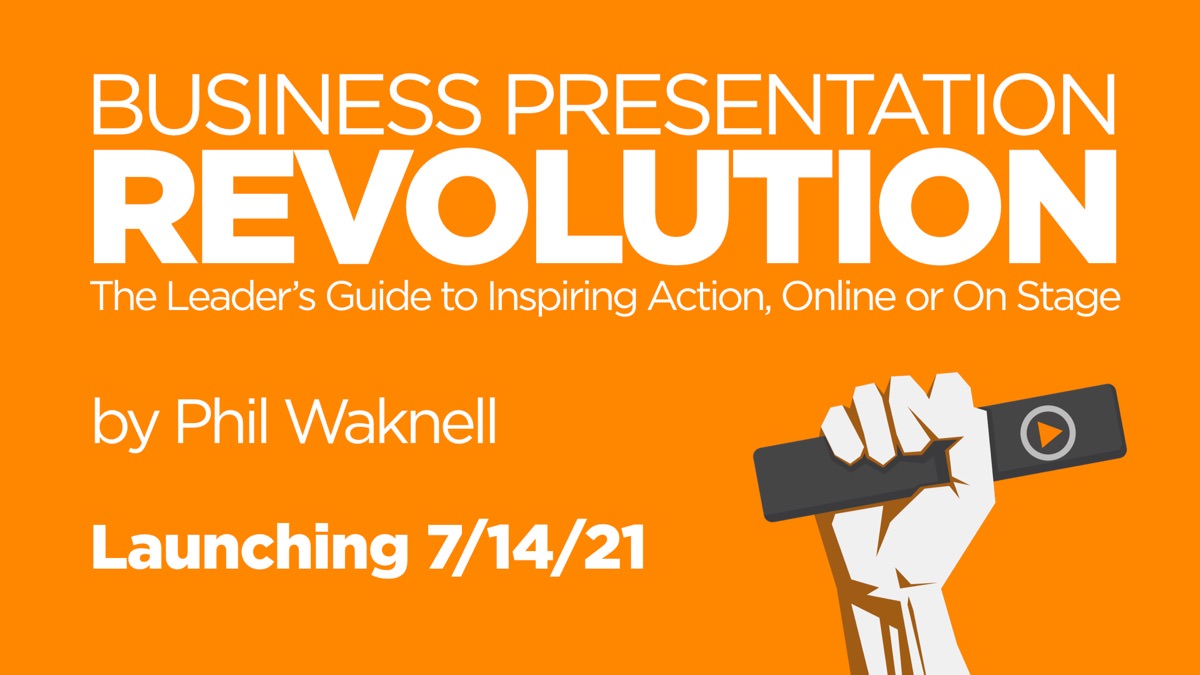 BUSINESS PRESENTATION
REVOLUTION
The Leader’s Guide to Inspiring Action, Online or On Stage
by Phil Waknell
Launching 7/14/21